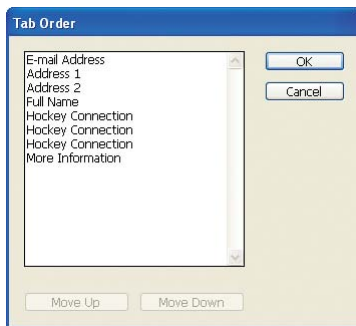 Tab Order
E-mail Address
Address 1
Address 2
Full Name
Hockey Connection
Hockey Connection
Hockey Connection
More Information
OK
Cancel
Move Up
Move Down